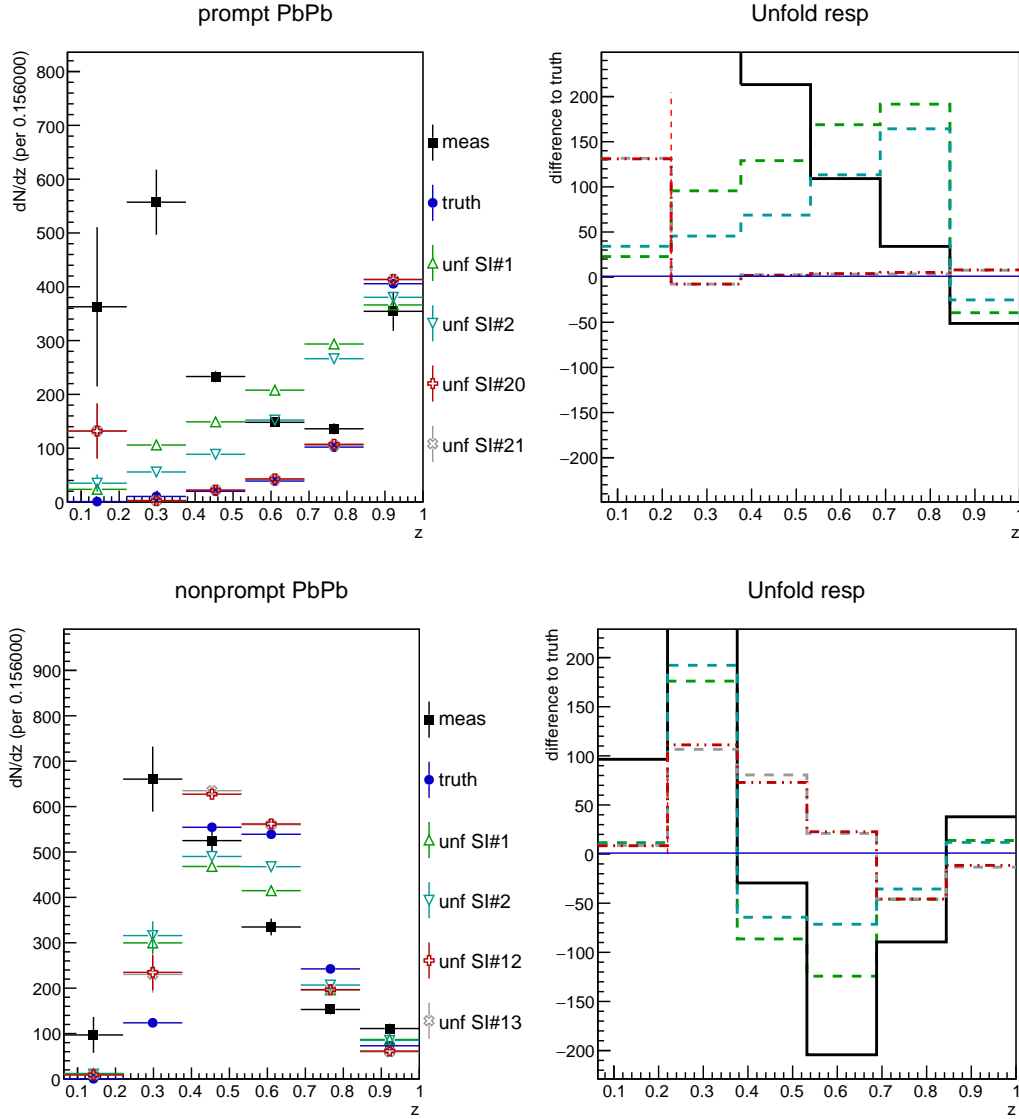 prompt PbPb
dN/dz (per 0.156000)
800
700
600
500
400
300
200
100
0
0.1 0.2 0.3 0.4 0.5 0.6 0.7 0.8 0.9 1
z
meas
truth
unf SI#1
unf SI#2
unf SI#20
unf SI#21
Unfold resp
difference to truth
200
150
100
50
0
−50
−100
−150
−200
0.1 0.2 0.3 0.4 0.5 0.6 0.7 0.8 0.9 1
z
nonprompt PbPb
dN/dz (per 0.156000)
900
800
700
600
500
400
300
200
100
0
0.1 0.2 0.3 0.4 0.5 0.6 0.7 0.8 0.9 1
z
meas
truth
unf SI#1
unf SI#2
unf SI#12
unf SI#13
Unfold resp
difference to truth
200
150
100
50
0
−50
−100
−150
−200
0.1 0.2 0.3 0.4 0.5 0.6 0.7 0.8 0.9 1
z